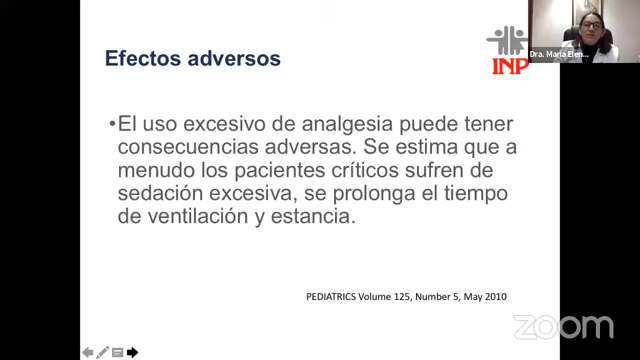 Efectos adversos
INP
Dra. María Elen...
•El uso excesivo de analgesia puede tener
consecuencias adversas. Se estima que a
menudo los pacientes críticos sufren de
sedación excesiva, se prolonga el tiempo
de ventilación y estancia.
PEDIATRICS Volume 125, Number 5, May 2010
zoom